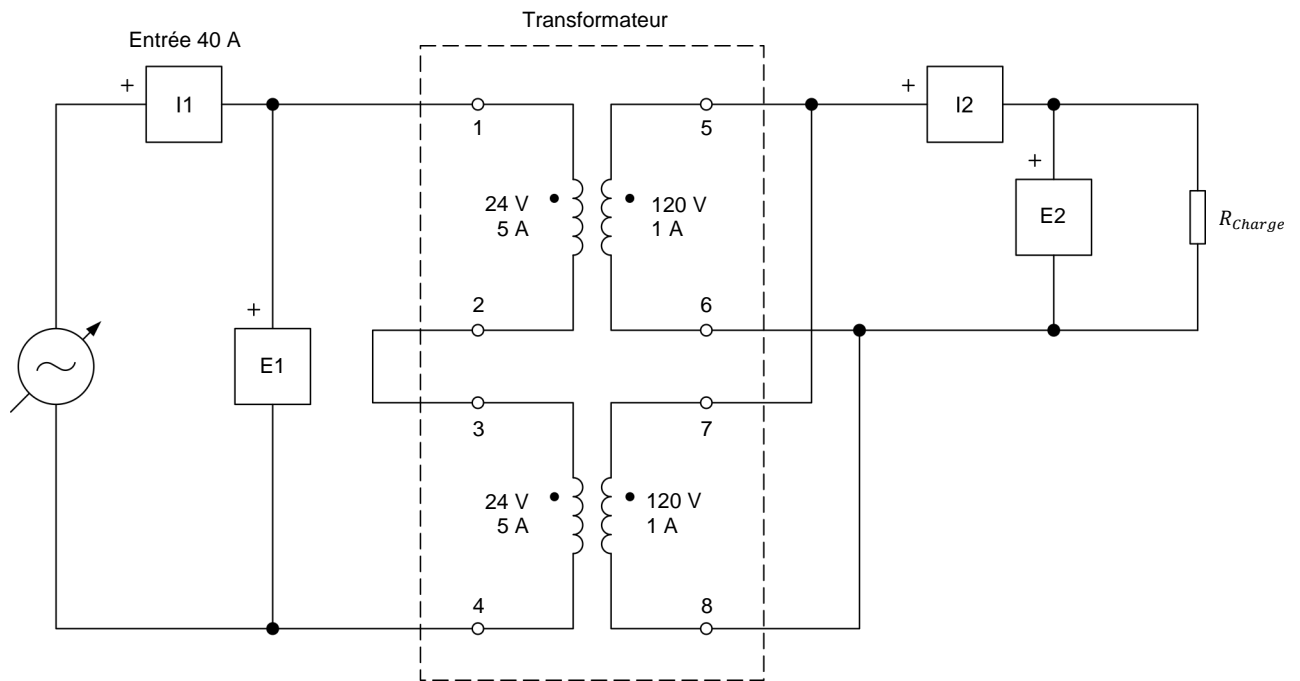 Transformateur
Entrée 40 A
+
I1
1
5
+
I2
24 V
5 A
120 V
1 A
+
E2
R_Charge
2
6
+
E1
3
7
24 V
5 A
120 V
1 A
4
8